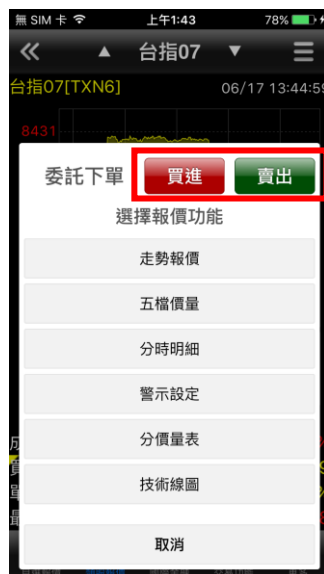 無 SIM 卡 上午1:43 78%
台指07
台指07[TXN6] 06/17 13:44:59
8431
委託下單 買進 賣出
選擇報價功能
走勢報價
五檔價量
分時明細
警示設定
分價量表
技術線圖
取消